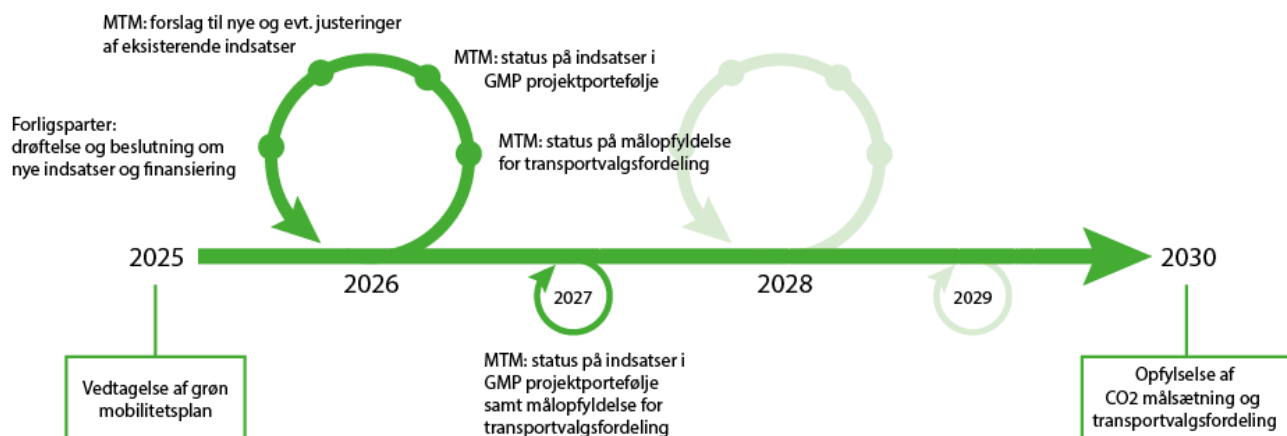 MTM: forslag til nye og evt. justeringer
af eksisterende indsatser
MTM: status på indsatser i
GMP projektportefølje
Forligsparter:
drøftelse og beslutning om
nye indsatser og finansiering
MTM: status på målopfyldelse
for transportvalgsfordeling
2025
2026
2027
2028
2029
2030
Vedtagelse af grøn
mobilitetsplan
MTM: status på indsatser i
GMP projektportefølje
samt målopfyldelse for
transportvalgsfordeling
Opfylselse af
CO2 målsætning og
transportvalgsfordeling